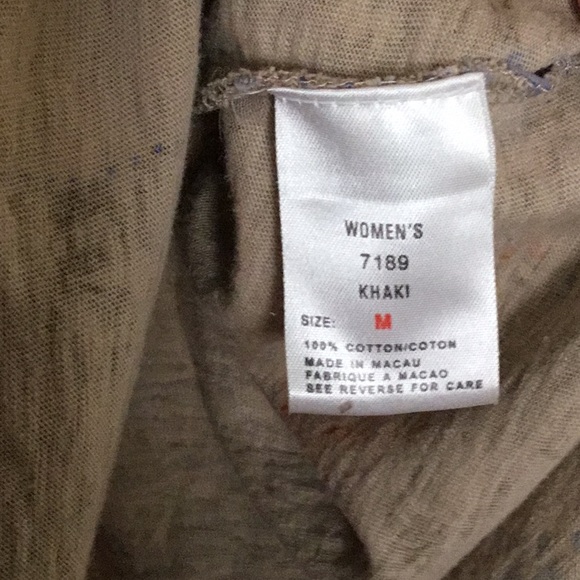 WOMEN'S
7189
KHAKI
SIZE: M
100% COTTON/COTON
MADE IN MACAU
FABRIQUE A MACAO
SEE REVERSE FOR CARE